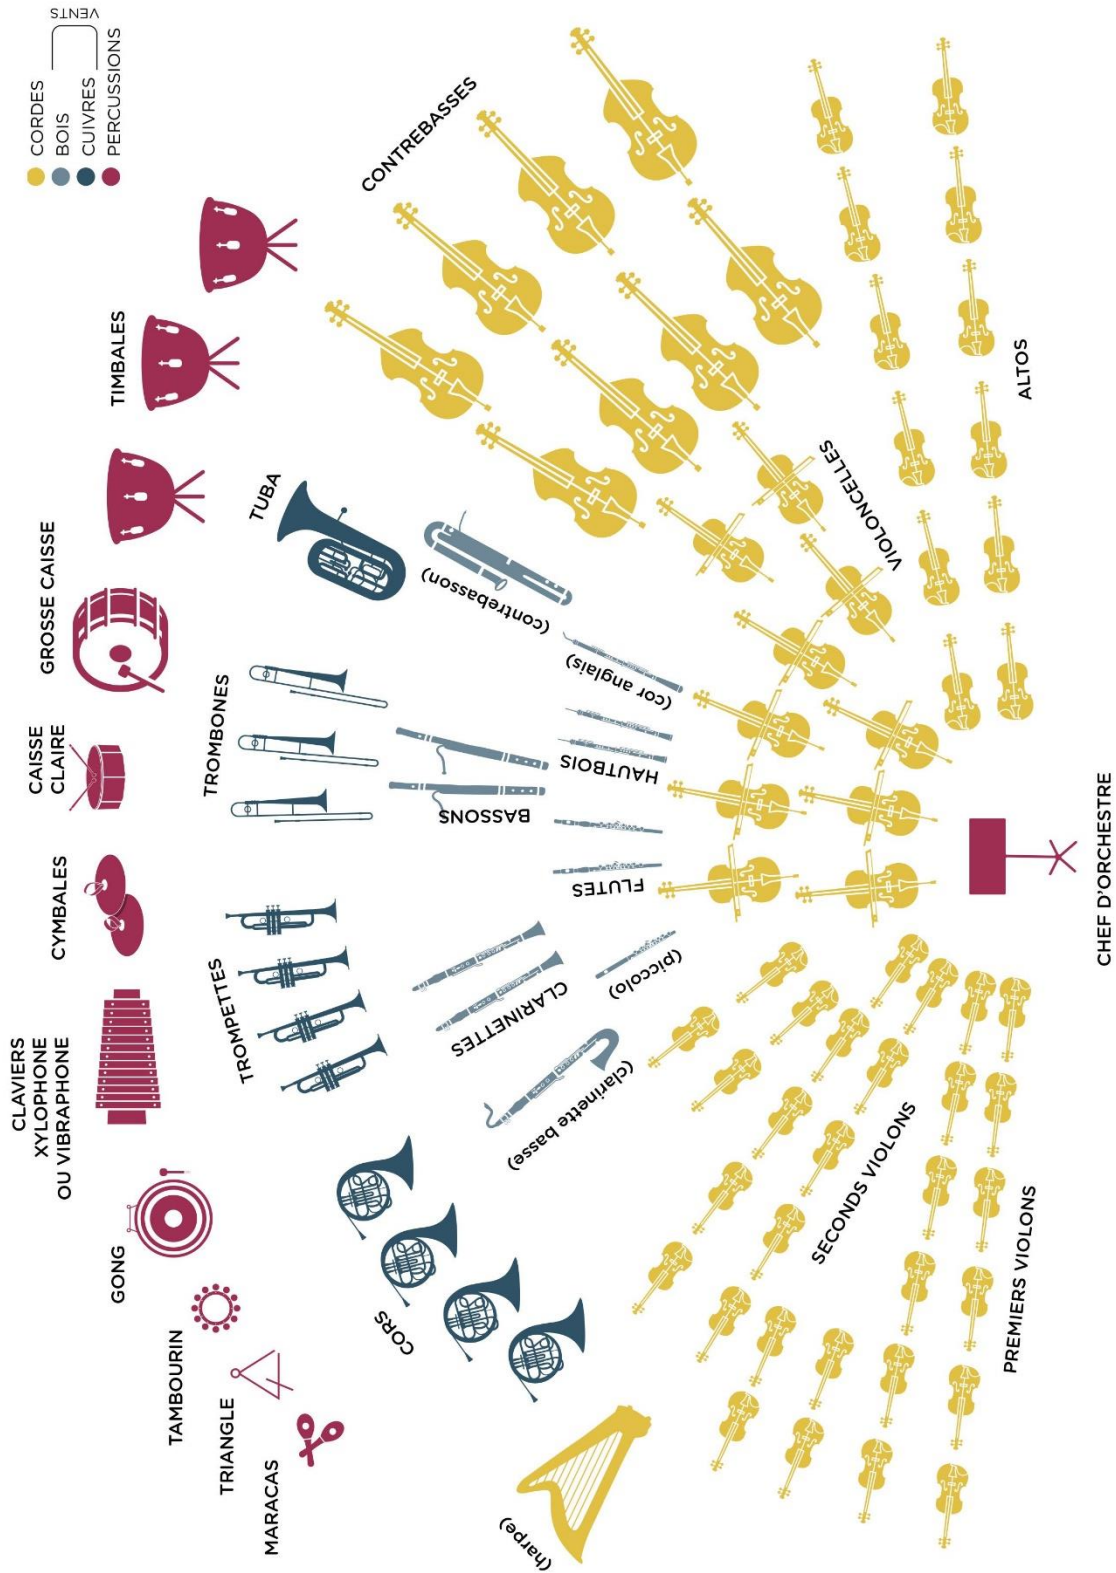 CORDES
BOIS
CUIVRES
PERCUSSIONS
VENTS
MARACAS
TRIANGLE
TAMBOURIN
GONG
CLAVIERS
XYLOPHONE
OU VIBRAPHONE
CYMBALES
CAISSE
CLAIRE
GROSSE CAISSE
TIMBALES
CORS
TROMPETTES
TROMBONES
TUBA
(harpe)
(clarinette basse)
CLARINETTES
BASSONS
(contrebasson)
(piccolo)
FLUTES
HAUTBOIS
(cor anglais)
CONTREBASSES
SECONDS VIOLONS
VIOLONCELLES
PREMIERS VIOLONS
ALTOS
CHEF D'ORCHESTRE